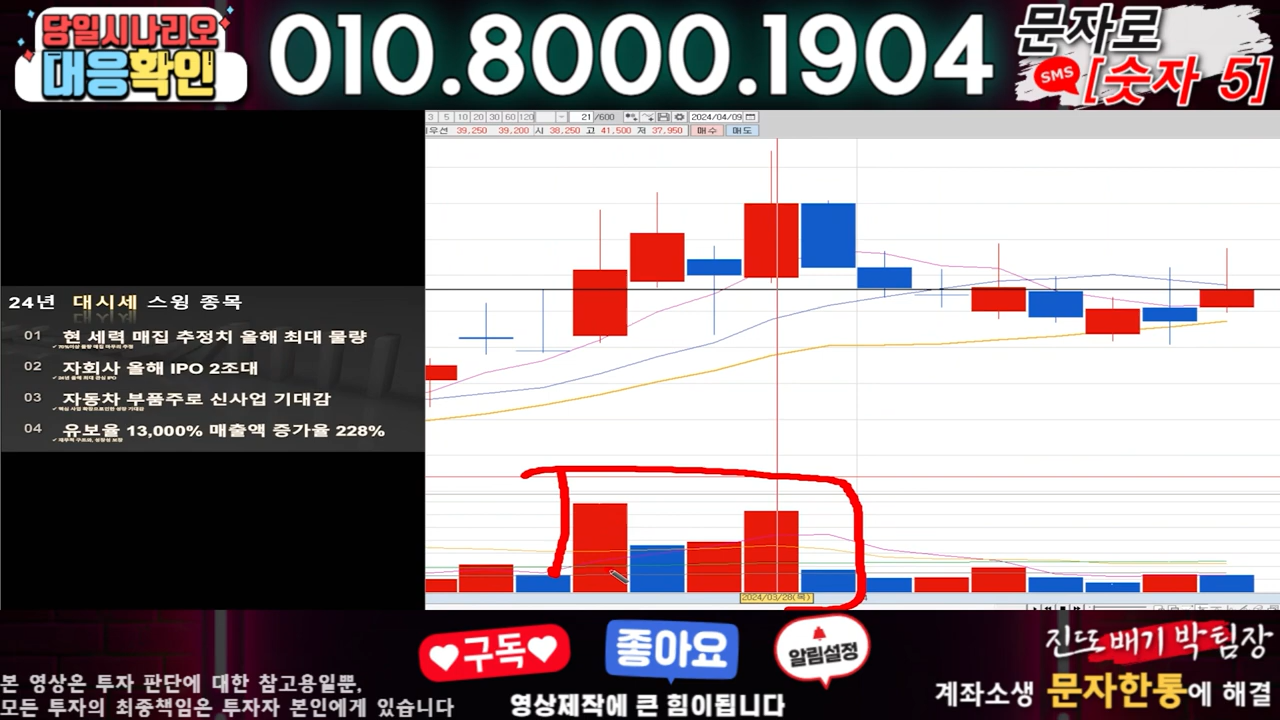 당일시나리오
대응확인
010.8000.1904
문자로
SMS
[숫자 5]
3 5 10 20 30 60 120 21 /600 2024/04/09
39,250 39,200 시 38,250 고 41,500 저 37,950 매수 매도
24년 대시세 스윙 종목
01 현 세력 매집 추정치 올해 최대 물량
02 자회사 올해 IPO 2조대
03 자동차 부품주로 신사업 기대감
04 유보율 13,000% 매출액 증가율 228%
2024/03/28(목)
구독
좋아요
알림설정
영상제작에 큰 힘이됩니다
본 영상은 투자 판단에 대한 참고용일뿐,
모든 투자의 최종책임은 투자자 본인에게 있습니다
진또배기 박팀장
계좌소생 문자한통에 해결